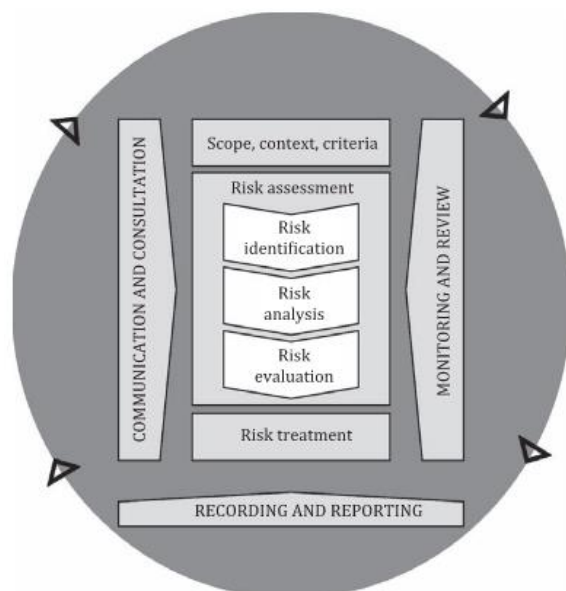 COMMUNICATION AND CONSULTATION
Scope, context, criteria
Risk assessment
Risk
identification
Risk
analysis
Risk
evaluation
Risk treatment
MONITORING AND REVIEW
RECORDING AND REPORTING